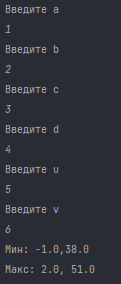 Введите a
1
Введите b
2
Введите c
3
Введите d
4
Введите u
5
Введите v
6
Мин: -1.0,38.0
Макс: 2.0, 51.0